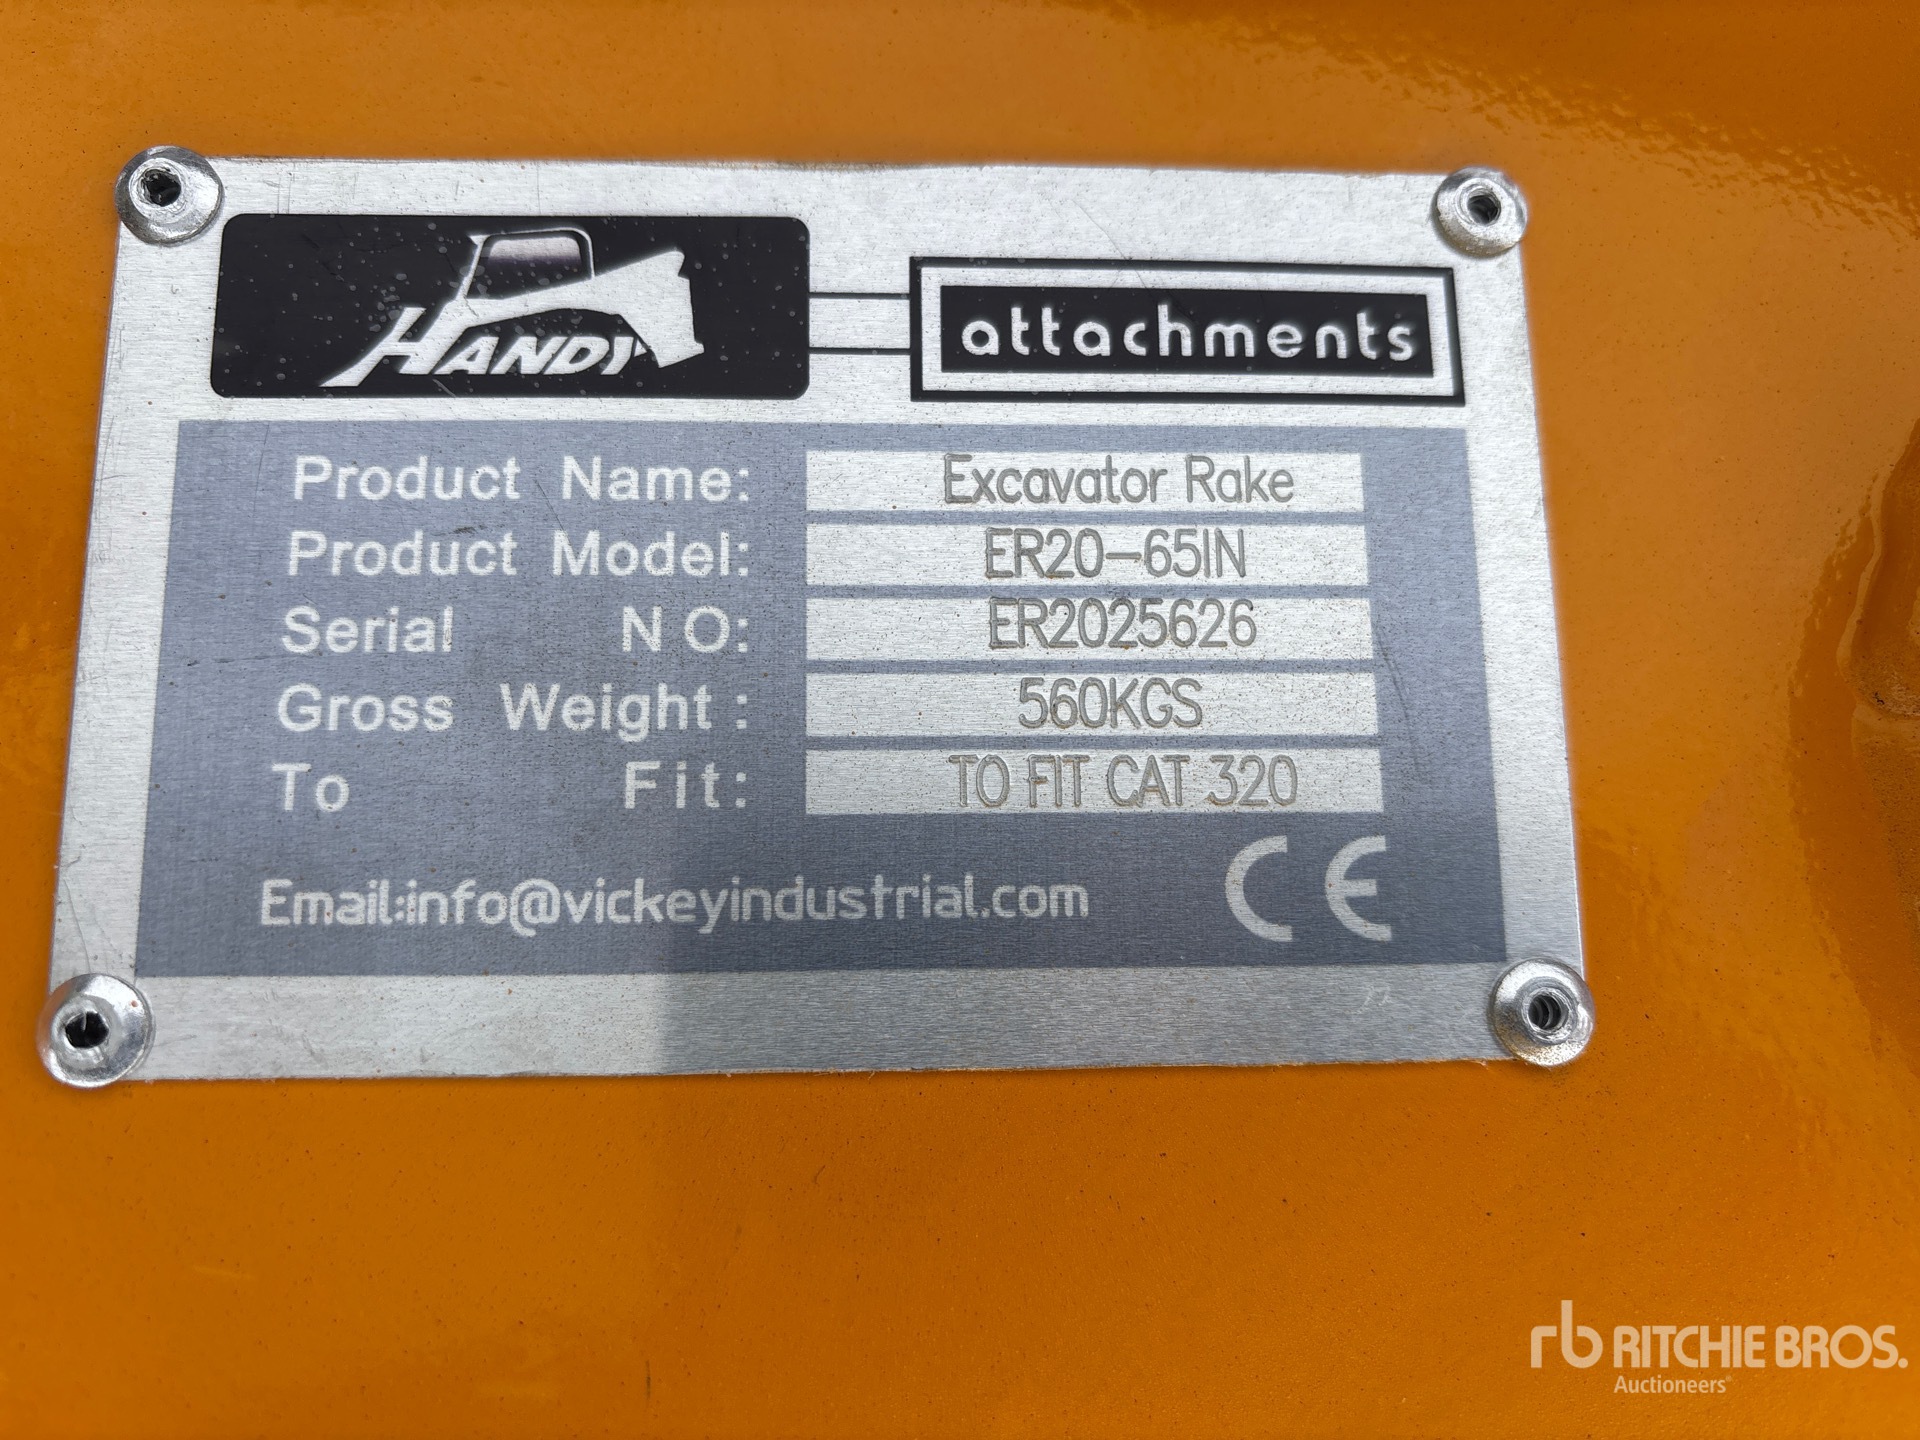 HANDY attachments
Product Name: Excavator Rake
Product Model: ER20-65IN
Serial NO: ER2025626
Gross Weight: 560KGS
To Fit: TO FIT CAT 320
Email:info@vickeyindustrial.com CE
rb RITCHIE BROS.
Auctioneers